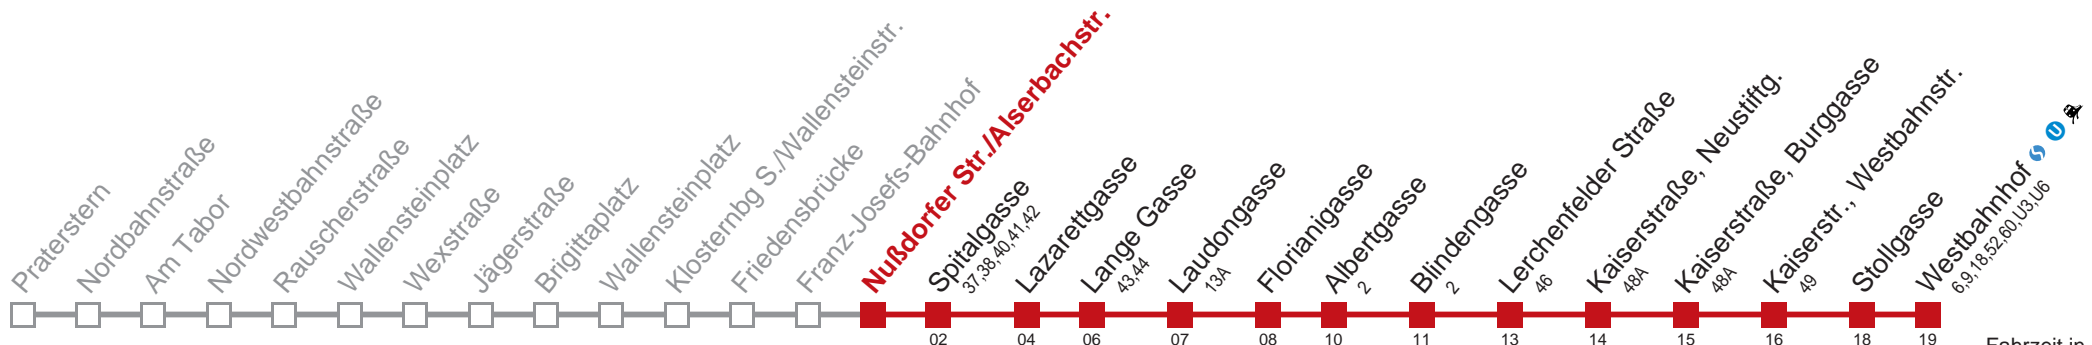 Praterstern
Nordbahnstraße
Am Tabor
Nordwestbahnstraße
Rauscherstraße
Wallensteinplatz
Wexstraße
Jägerstraße
Brigittaplatz
Wallensteinplatz
Klosternbg S./Wallensteinstr.
Friedensbrücke
Franz-Josefs-Bahnhof
Nußdorfer Str./Alserbachstr.
Spitalgasse
37,38,40,41,42
Lazarettgasse
Lange Gasse
43,44
Laudongasse
13A
Florianigasse
Albertgasse
2
Blindengasse
2
Lerchenfelder Straße
46
Kaiserstraße, Neustiftg.
48A
Kaiserstraße, Burggasse
48A
Kaiserstr., Westbahnstr.
49
Stollgasse
Westbahnhof S U
6,9,18,52,60,U3,U6
02 04 06 07 08 10 11 13 14 15 16 18 19
Fahrzeit in